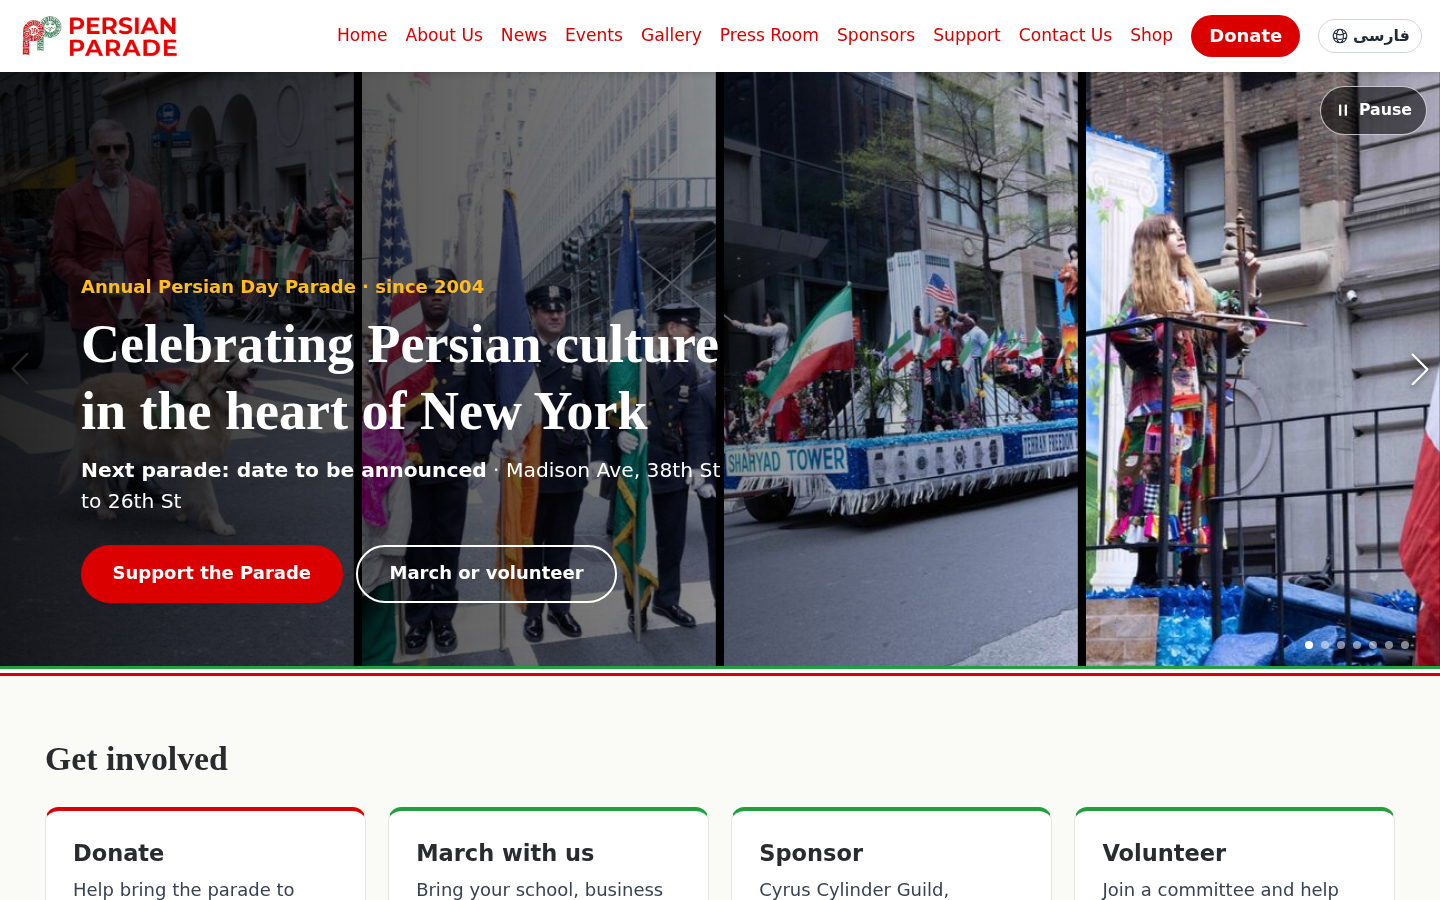 PERSIAN
PARADE
Home
About Us
News
Events
Gallery
Press Room
Sponsors
Support
Contact Us
Shop
Donate
فارسی
Pause
Annual Persian Day Parade · since 2004
Celebrating Persian culture
in the heart of New York
Next parade: date to be announced · Madison Ave, 38th St
to 26th St
SHAHYAD TOWER
TEHRAN FREEDOM
Support the Parade
March or volunteer
Get involved
Donate
Help bring the parade to
March with us
Bring your school, business
Sponsor
Cyrus Cylinder Guild,
Volunteer
Join a committee and help